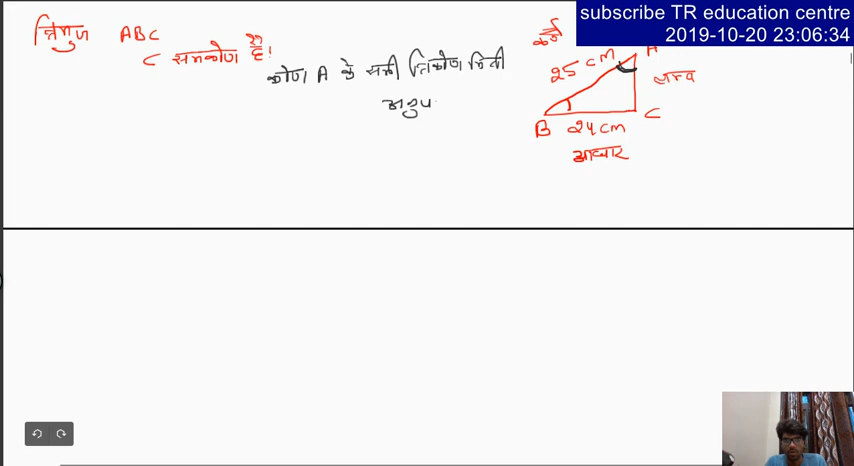 subscribe TR education centre
2019-10-20 23:06:34
त्रिभुज ABC
C समकोण है।
कोण A के सभी त्रिकोणमिती
अनुप
कर्ण
25 cm
A
लम्ब
B 24 cm C
आधार